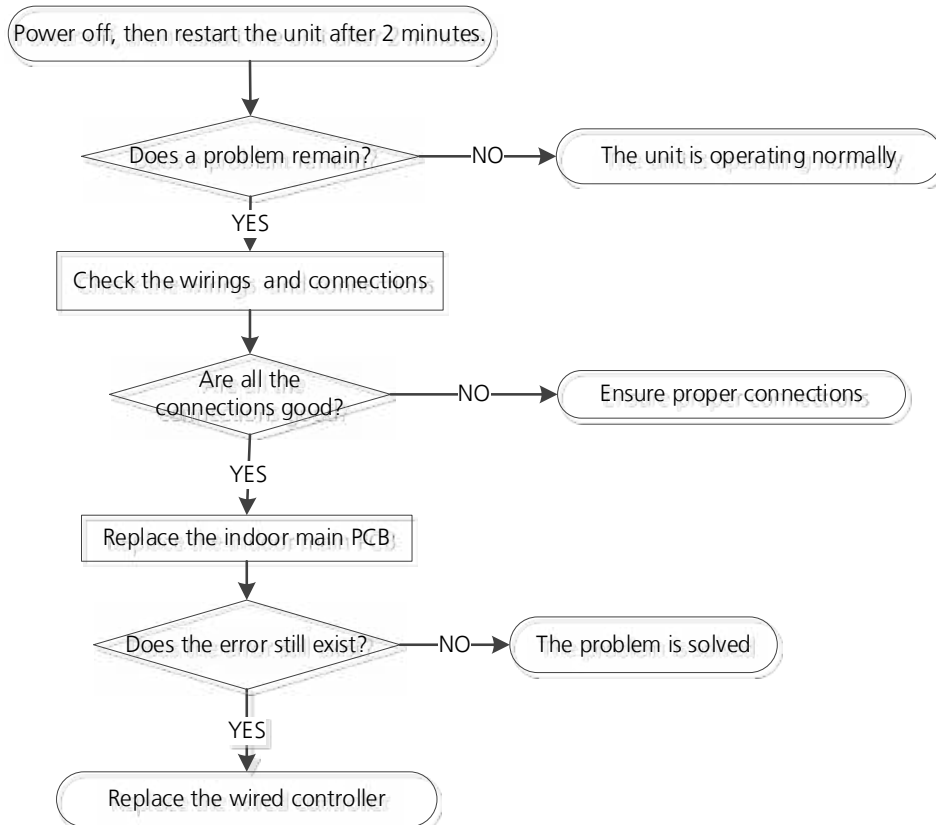 Power off, then restart the unit after 2 minutes.
Does a problem remain?
NO
The unit is operating normally
YES
Check the wirings and connections
Are all the
connections good?
NO
Ensure proper connections
YES
Replace the indoor main PCB
Does the error still exist?
NO
The problem is solved
YES
Replace the wired controller